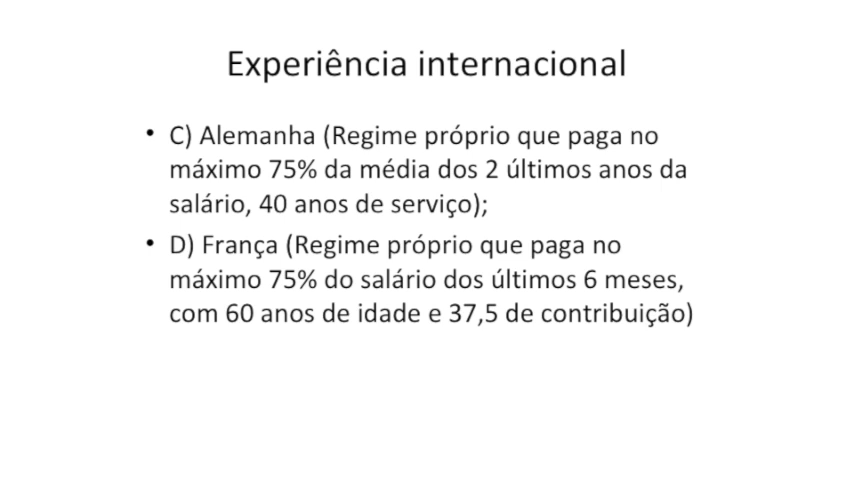 Experiência internacional
• C) Alemanha (Regime próprio que paga no
máximo 75% da média dos 2 últimos anos da
salário, 40 anos de serviço);
• D) França (Regime próprio que paga no
máximo 75% do salário dos últimos 6 meses,
com 60 anos de idade e 37,5 de contribuição)